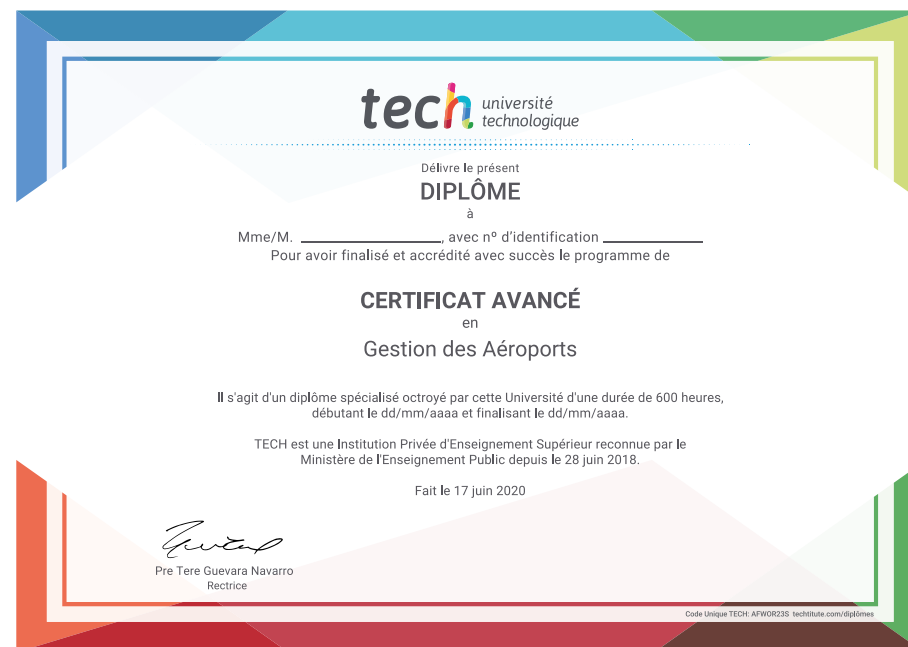 tech université
technologique
Délivre le présent
DIPLÔME
à
Mme/M. ____________________, avec nº d'identification ______________
Pour avoir finalisé et accrédité avec succès le programme de
CERTIFICAT AVANCÉ
en
Gestion des Aéroports
Il s'agit d'un diplôme spécialisé octroyé par cette Université d'une durée de 600 heures,
débutant le dd/mm/aaaa et finalisant le dd/mm/aaaa.
TECH est une Institution Privée d'Enseignement Supérieur reconnue par le
Ministère de l'Enseignement Public depuis le 28 juin 2018.
Fait le 17 juin 2020
Pre Tere Guevara Navarro
Rectrice
Code Unique TECH: AFWOR23S techtitute.com/diplômes